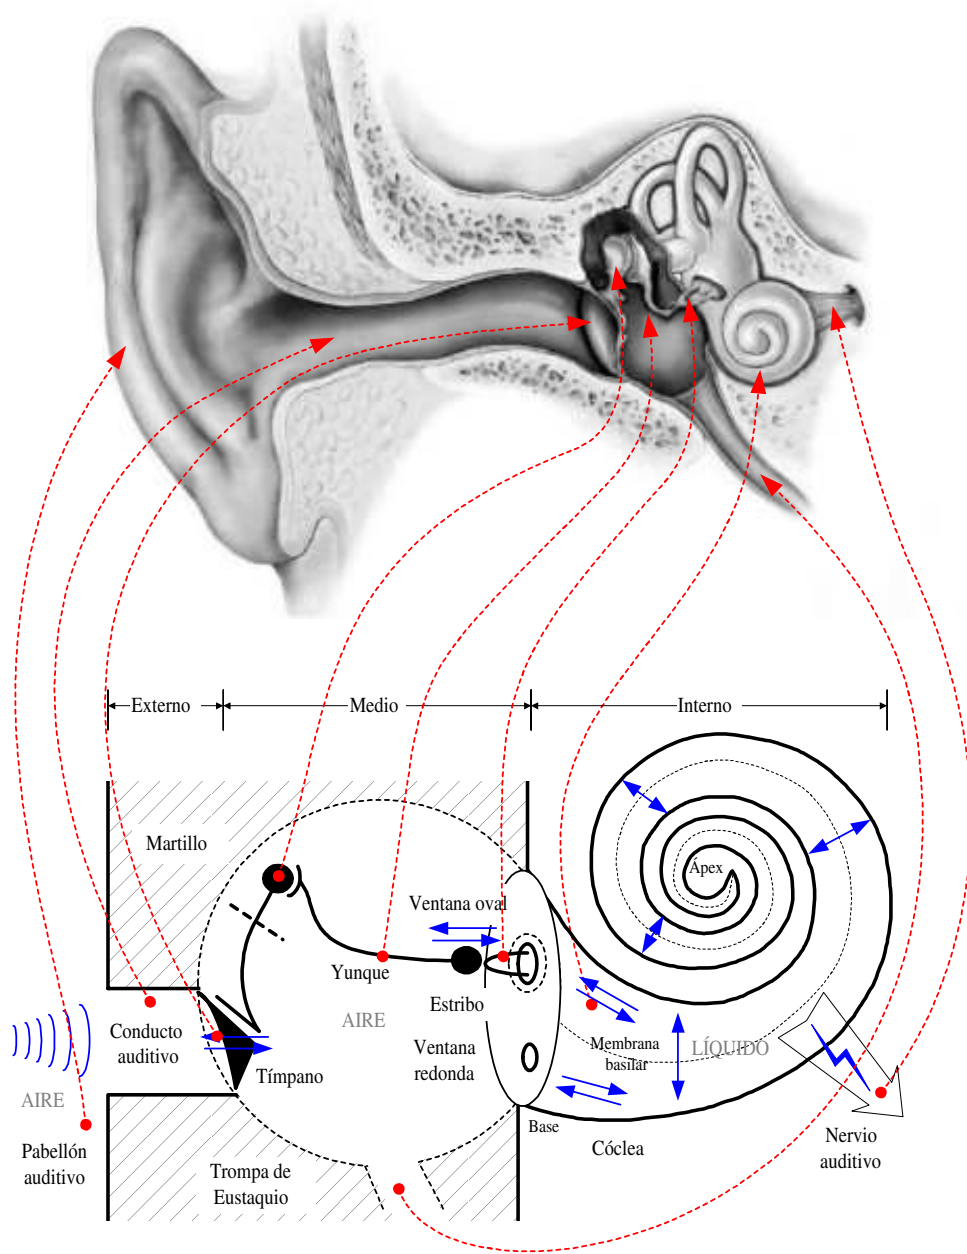 Externo
Medio
Interno
Martillo
Ápex
Ventana oval
Yunque
Estribo
AIRE
Conducto
auditivo
Ventana
redonda
Membrana
basilar
LÍQUIDO
Tímpano
AIRE
Base
Cóclea
Nervio
auditivo
Pabellón
auditivo
Trompa de
Eustaquio